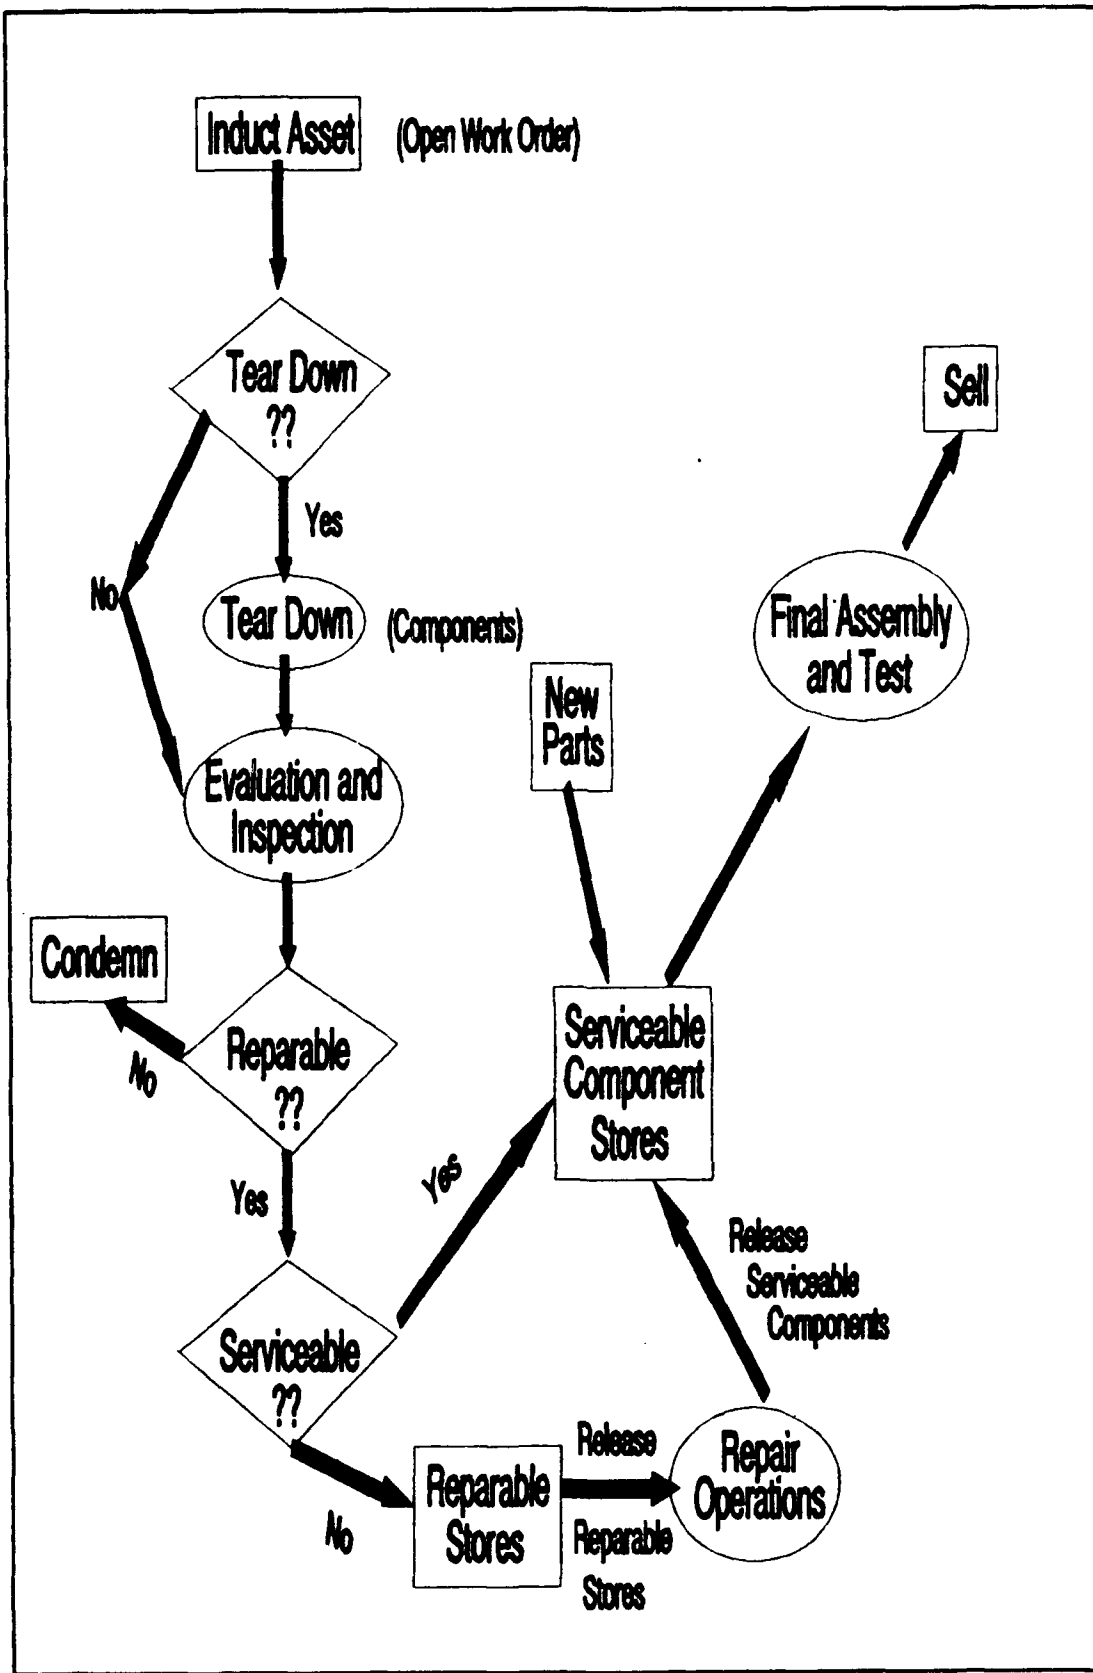 Induct Asset
(Open Work Order)
Tear Down
??
Sell
Yes
No
Tear Down
(Components)
Final Assembly
and Test
New
Parts
Evaluation and
Inspection
Condemn
No
Reparable
??
Serviceable
Component
Stores
Yes
Yes
Release
Serviceable
Components
Serviceable
??
No
Reparable
Stores
Release
Reparable
Stores
Repair
Operations